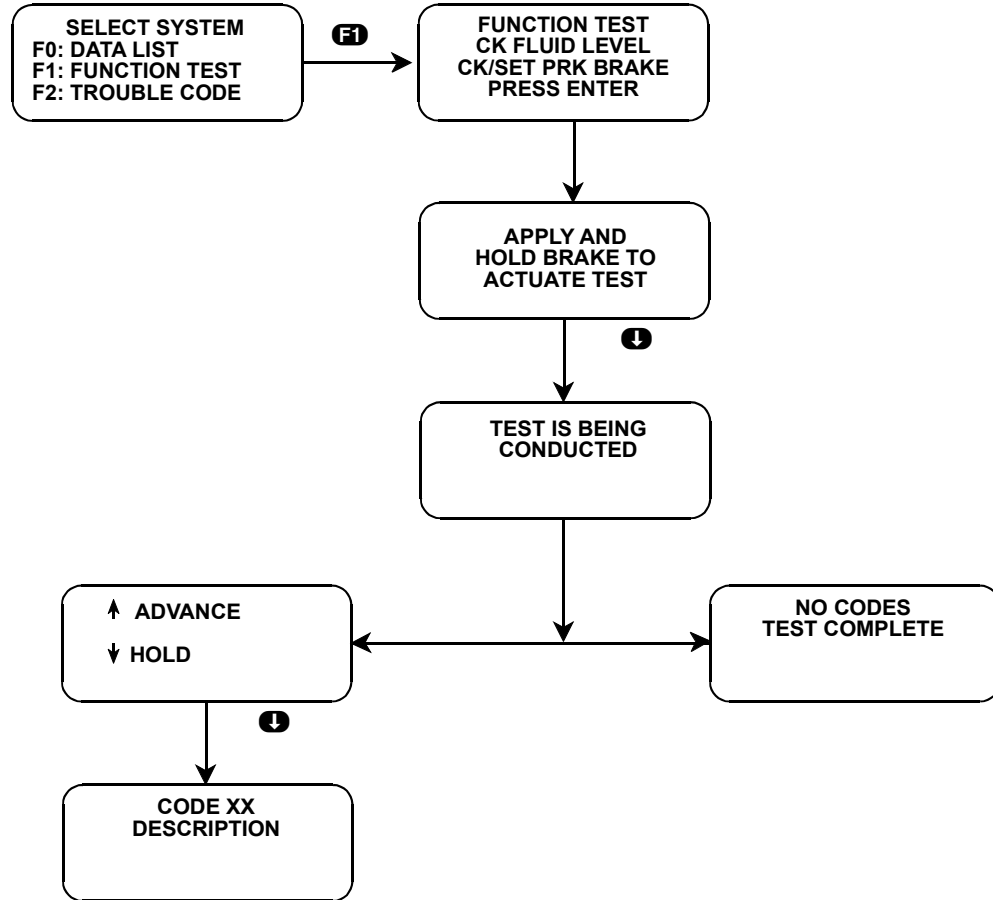 SELECT SYSTEM
F0: DATA LIST
F1: FUNCTION TEST
F2: TROUBLE CODE
F1
FUNCTION TEST
CK FLUID LEVEL
CK/SET PRK BRAKE
PRESS ENTER
APPLY AND
HOLD BRAKE TO
ACTUATE TEST
TEST IS BEING
CONDUCTED
ADVANCE
HOLD
NO CODES
TEST COMPLETE
CODE XX
DESCRIPTION